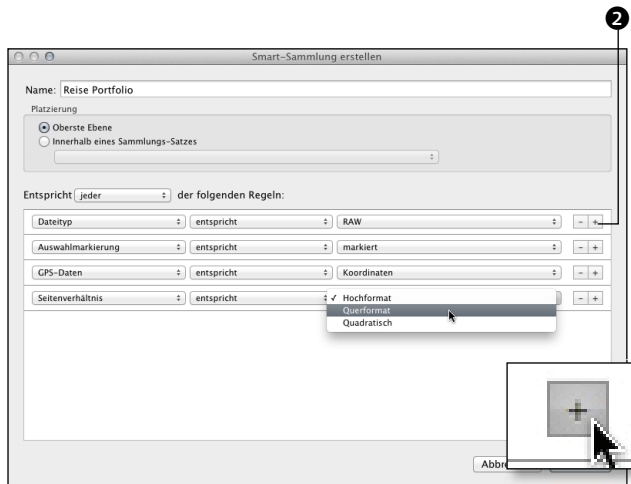 2
Smart-Sammlung erstellen
Name: Reise Portfolio
Platzierung
Oberste Ebene
Innerhalb eines Sammlungs-Satzes
Entspricht jeder der folgenden Regeln:
Dateityp entspricht RAW - +
Auswahlmarkierung entspricht markiert - +
GPS-Daten entspricht Koordinaten - +
Seitenverhältnis entspricht ✓ Hochformat - +
Querformat
Quadratisch
+